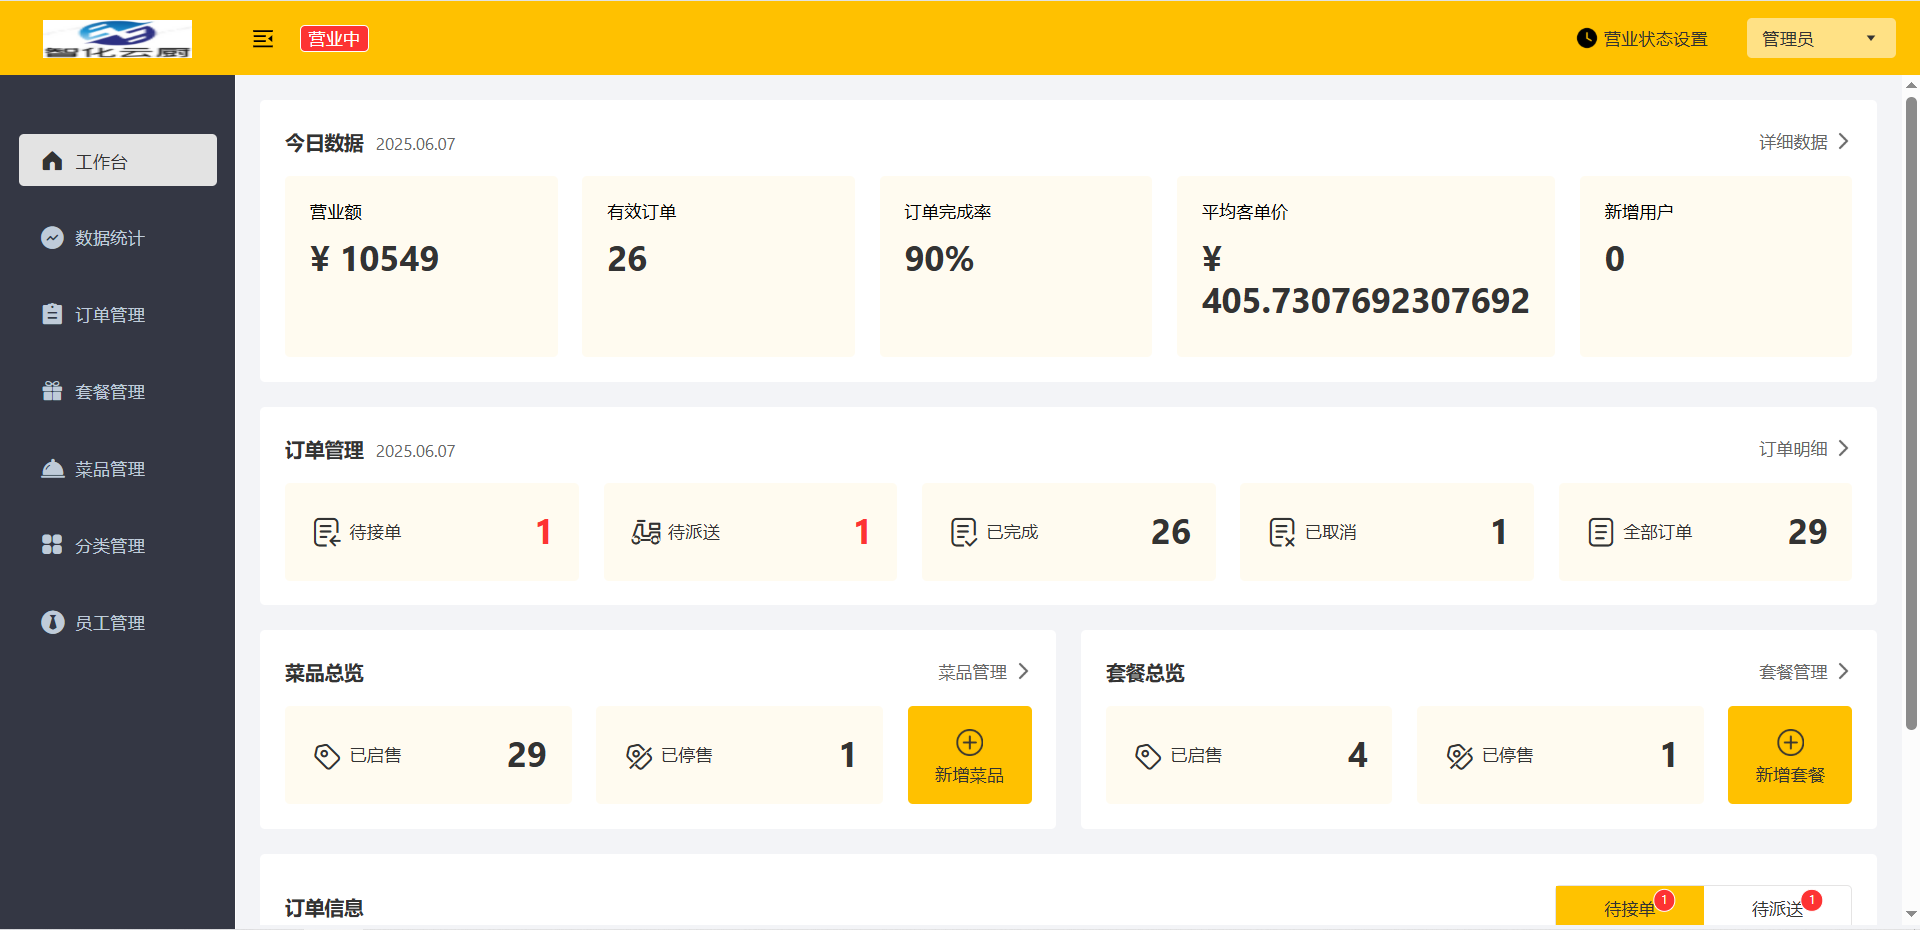 智化云厨
营业中
营业状态设置
管理员
工作台
数据统计
订单管理
套餐管理
菜品管理
分类管理
员工管理
今日数据 2025.06.07
详细数据
营业额
¥ 10549
有效订单
26
订单完成率
90%
平均客单价
¥
405.7307692307692
新增用户
0
订单管理 2025.06.07
订单明细
待接单 1
待派送 1
已完成 26
已取消 1
全部订单 29
菜品总览
菜品管理
已启售 29
已停售 1
新增菜品
套餐总览
套餐管理
已启售 4
已停售 1
新增套餐
订单信息
待接单 1
待派送 1